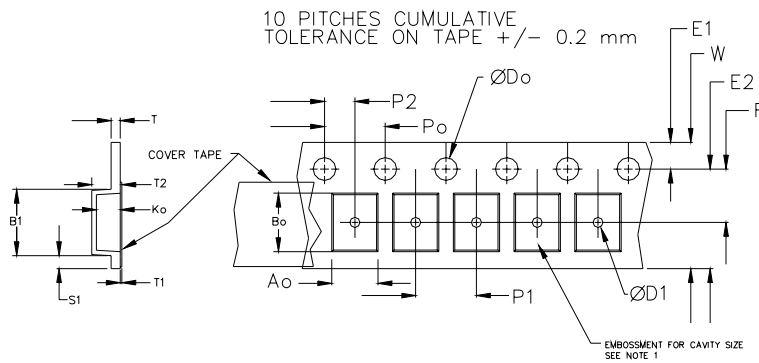 10 PITCHES CUMULATIVE
TOLERANCE ON TAPE +/- 0.2 mm
E1
W
E2
F
ØDo
P2
Po
T
COVER TAPE
T2
Ko
B1
Bo
S1
T1
Ao
P1
ØD1
EMBOSSMENT FOR CAVITY SIZE
SEE NOTE 1